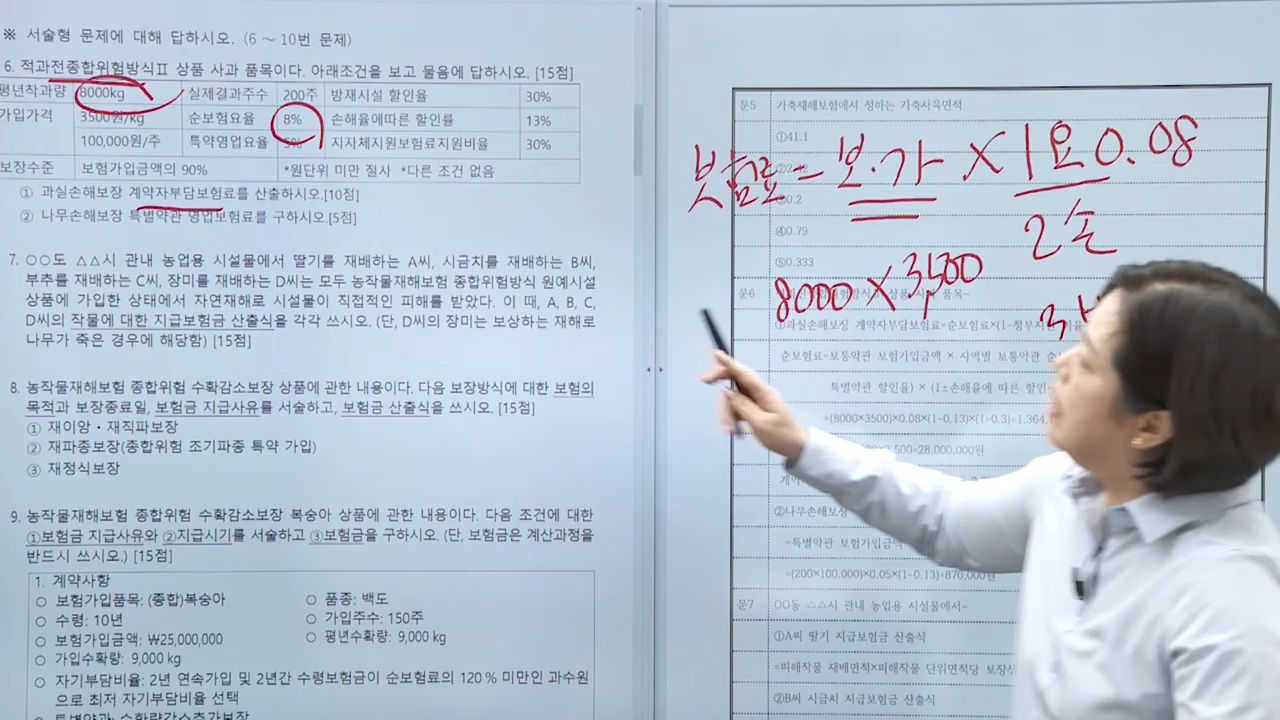 ※ 서술형 문제에 대해 답하시오. (6 ~ 10번 문제)
6. 적과전종합위험방식Ⅱ 상품 사과 품목이다. 아래조건을 보고 물음에 답하시오. [15점]
평년착과량 8000kg 실제결과주수 200주 방재시설 할인율 30%
가입가격 3500원/kg 순보험요율 8% 손해율에따른 할인률 13%
100,000원/주 특약영업요율 5% 지자체지원보험료지원비율 30%
보장수준 보험가입금액의 90% *원단위 미만 절사 *다른 조건 없음
① 과실손해보장 계약자부담보험료를 산출하시오.[10점]
② 나무손해보장 특별약관 영업보험료를 구하시오.[5점]
7. ○○도 △△시 관내 농업용 시설물에서 딸기를 재배하는 A씨, 시금치를 재배하는 B씨,
부추를 재배하는 C씨, 장미를 재배하는 D씨는 모두 농작물재해보험 종합위험방식 원예시설
상품에 가입한 상태에서 자연재해로 시설물이 직접적인 피해를 받았다. 이 때, A, B, C,
D씨의 작물에 대한 지급보험금 산출식을 각각 쓰시오. (단, D씨의 장미는 보상하는 재해로
나무가 죽은 경우에 해당함) [15점]
8. 농작물재해보험 종합위험 수확감소보장 상품에 관한 내용이다. 다음 보장방식에 대한 보험의
목적과 보장종료일, 보험금 지급사유를 서술하고, 보험금 산출식을 쓰시오. [15점]
① 재이앙・재직파보장
② 재파종보장(종합위험 조기파종 특약 가입)
③ 재정식보장
9. 농작물재해보험 종합위험 수확감소보장 복숭아 상품에 관한 내용이다. 다음 조건에 대한
①보험금 지급사유와 ②지급시기를 서술하고 ③보험금을 구하시오. (단, 보험금은 계산과정을
반드시 쓰시오.) [15점]
1. 계약사항
○ 보험가입품목: (종합)복숭아 ○ 품종: 백도
○ 수령: 10년 ○ 가입주수: 150주
○ 보험가입금액: ₩25,000,000 ○ 평년수확량: 9,000 kg
○ 가입수확량: 9,000 kg
○ 자기부담비율: 2년 연속가입 및 2년간 수령보험금이 순보험료의 120 % 미만인 과수원
으로 최저 자기부담비율 선택
○ 특별약관: 수확량감소추가보장
문5 가축재해보험에서 정하는 가축사육면적
①41.1
보험료 = 보.가 × 1요 0.08
③0.2
2손
④0.79
⑤0.333
8000×3,500
문6
①과실손해보장 계약자부담보험료=순보험료×(1-정부지
순보험료=보통약관 보험가입금액 × 지역별 보통약관 순
특별약관 할인율) × (1±손해율에 따른 할인
=(8000×3500)×0.08×(1-0.13)×(1-0.3)=1,364,
3,500=28,000,000원
②나무손해보장
=특별약관 보험가입금액
=(200×100,000)×0.05×(1-0.13)=870,000원
문7 ○○동 △△시 관내 농업용 시설물에서~
①A씨 딸기 지급보험금 산출식
=피해작물 재배면적×피해작물 단위면적당 보장
②B씨 시금치 지급보험금 산출식